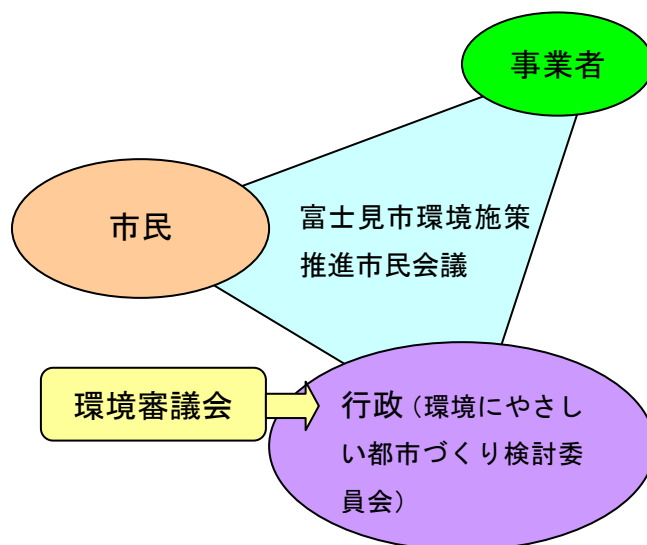 事業者
市民
富士見市環境施策
推進市民会議
環境審議会
行政（環境にやさし
い都市づくり検討委
員会）